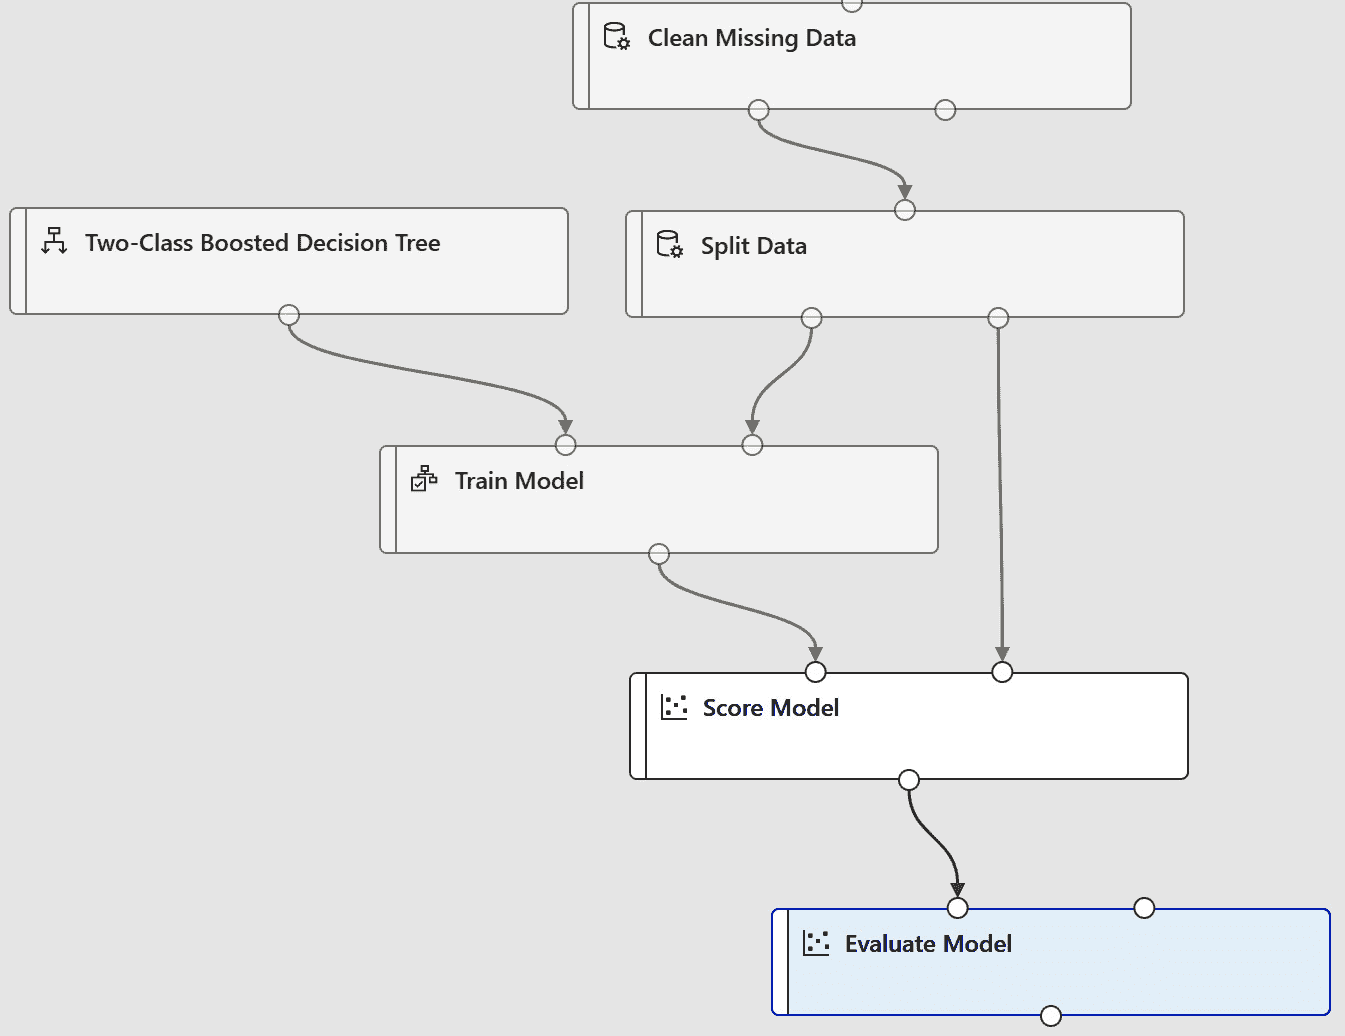 Clean Missing Data
Two-Class Boosted Decision Tree
Split Data
Train Model
Score Model
Evaluate Model